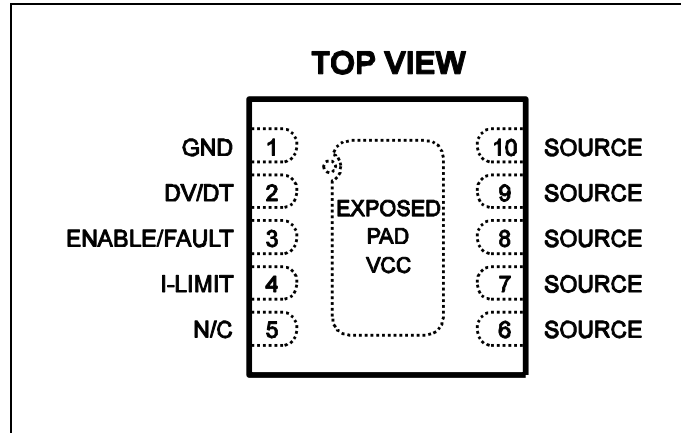 TOP VIEW
GND 1
DV/DT 2
ENABLE/FAULT 3
I-LIMIT 4
N/C 5
EXPOSED
PAD
VCC
10 SOURCE
9 SOURCE
8 SOURCE
7 SOURCE
6 SOURCE